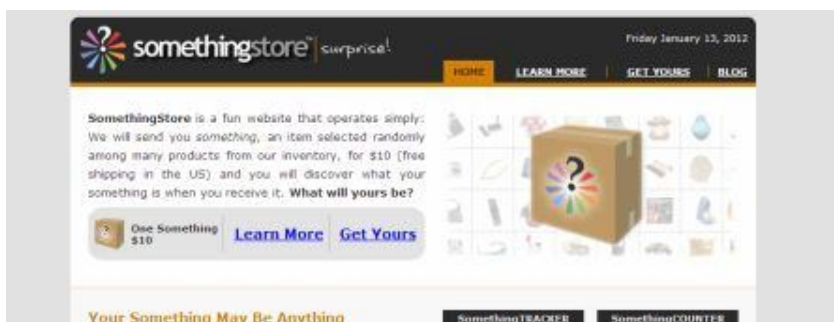 somethingstore™ surprise!
Friday January 13, 2012
HOME LEARN MORE GET YOURS BLOG
SomethingStore is a fun website that operates simply:
We will send you something, an item selected randomly
among many products from our inventory, for $10 (free
shipping in the US) and you will discover what your
something is when you receive it. What will yours be?
One Something
$10
Learn More Get Yours
Your Something May Be Anything
SomethingTRACKER SomethingCOUNTER